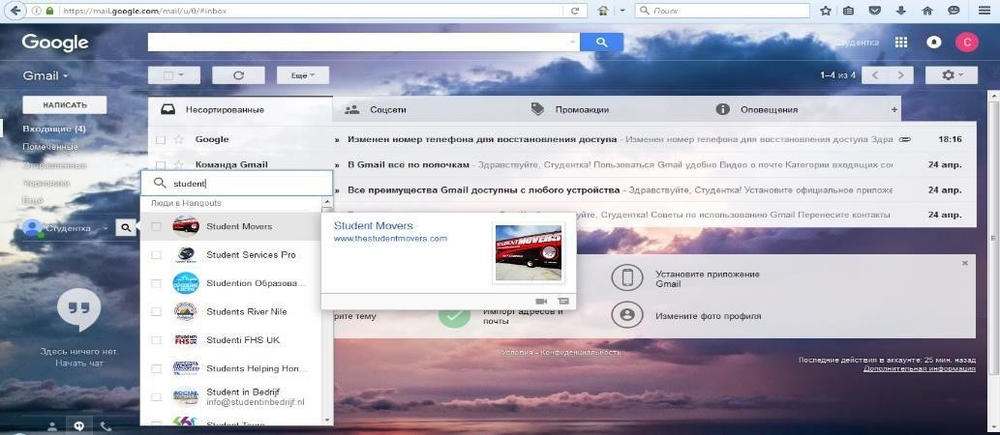 https://mail.google.com/mail/u/0/#inbox
Поиск
Google
Студентка
C
Gmail
Ещё
1–4 из 4
НАПИСАТЬ
Несортированные
Соцсети
Промоакции
Оповещения
+
Входящие (4)
Помеченные
Отправленные
Черновики
Ещё
Google » Изменен номер телефона для восстановления доступа - Изменен номер телефона для восстановления доступа Здра 18:16
Команда Gmail » В Gmail всё по полочкам - Здравствуйте, Студентка! Пользоваться Gmail удобно Видео о почте Категории входящих соо 24 апр.
» Все преимущества Gmail доступны с любого устройства - Здравствуйте, Студентка! Установите официальное приложе 24 апр.
Студентка! Советы по использованию Gmail Перенесите контакты 24 апр.
student
Люди в Hangouts
Студентка
Student Movers
Student Services Pro
Studention Образова...
Students River Nile
Studenti FHS UK
Students Helping Hon...
Student in Bedrijf
info@studentinbedrijf.nl
Student Tours
Student Movers
www.thestudentmovers.com
STUDENT MOVERS
Установите приложение
Gmail
рите тему
Импорт адресов и
почты
Измените фото профиля
Здесь ничего нет.
Начать чат
Условия - Конфиденциальность
Последние действия в аккаунте: 25 мин. назад
Дополнительная информация